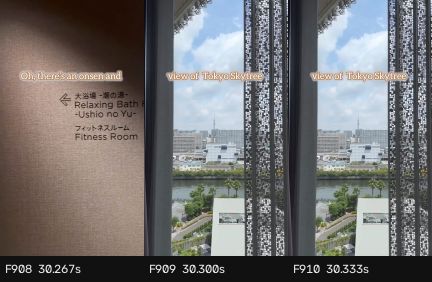 Oh, there's an onsen and
大浴場 -潮の湯-
Relaxing Bath
-Ushio no Yu-
フィットネスルーム
Fitness Room
View of Tokyo Skytree
View of Tokyo Skytree
F908 30.267s
F909 30.300s
F910 30.333s